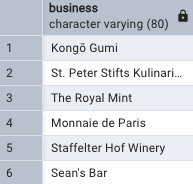 business
character varying (80)
1 Kongō Gumi
2 St. Peter Stifts Kulinari...
3 The Royal Mint
4 Monnaie de Paris
5 Staffelter Hof Winery
6 Sean's Bar